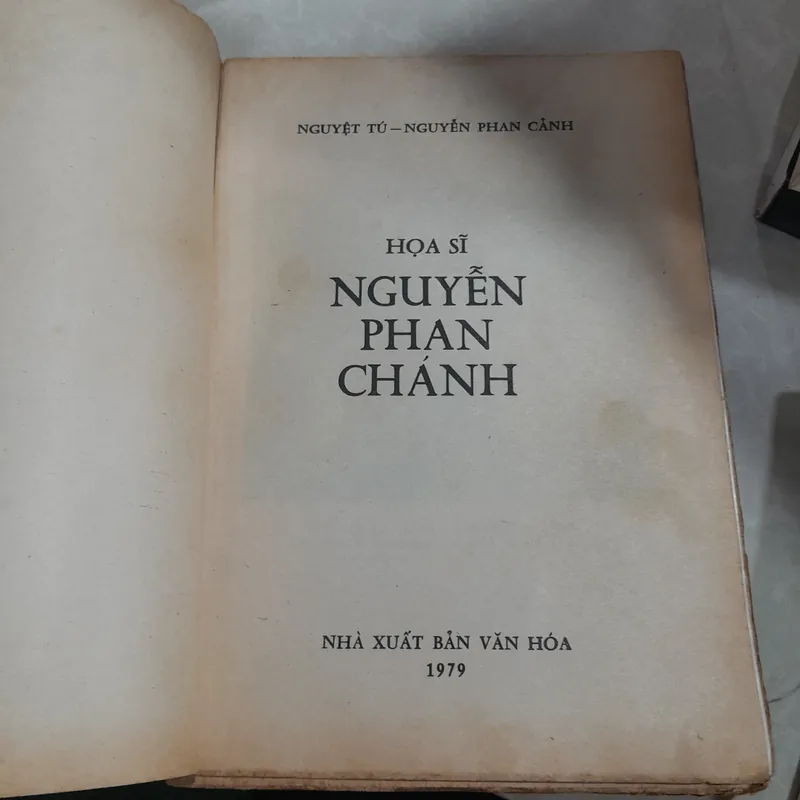 NGUYỆT TÚ – NGUYỄN PHAN CẢNH
HỌA SĨ
NGUYỄN
PHAN
CHÁNH
NHÀ XUẤT BẢN VĂN HÓA
1979